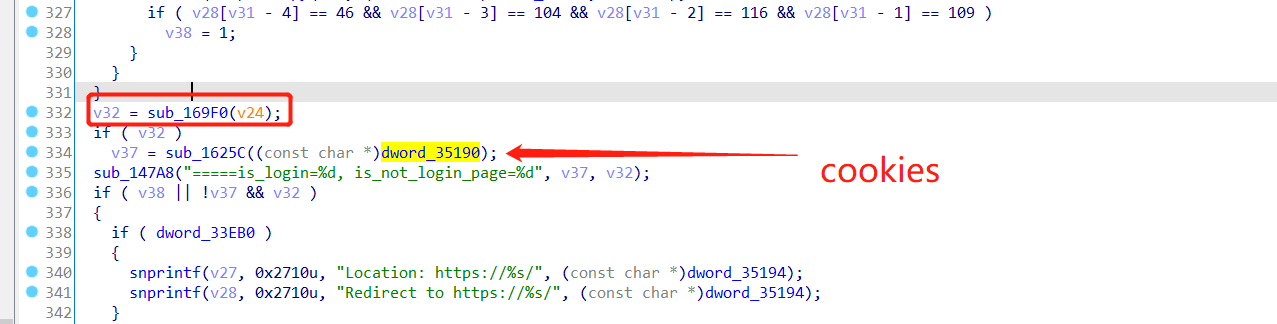 327 if ( v28[v31 - 4] == 46 && v28[v31 - 3] == 104 && v28[v31 - 2] == 116 && v28[v31 - 1] == 109 )
328 v38 = 1;
329 }
330 }
331 }
332 v32 = sub_169F0(v24);
333 if ( v32 )
334 v37 = sub_1625C((const char *)dword_35190);
cookies
335 sub_147A8("=====is_login=%d, is_not_login_page=%d", v37, v32);
336 if ( v38 || !v37 && v32 )
337 {
338 if ( dword_33EB0 )
339 {
340 snprintf(v27, 0x2710u, "Location: https://%s/", (const char *)dword_35194);
341 snprintf(v28, 0x2710u, "Redirect to https://%s/", (const char *)dword_35194);
342 }